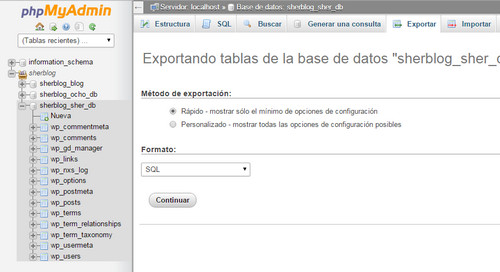 phpMyAdmin
(Tablas recientes) ...
information_schema
sherblog
sherblog_blog
sherblog_ocho_db
sherblog_sher_db
Nueva
wp_commentmeta
wp_comments
wp_gd_manager
wp_links
wp_nxs_log
wp_options
wp_postmeta
wp_posts
wp_terms
wp_term_relationships
wp_term_taxonomy
wp_usermeta
wp_users
Servidor: localhost » Base de datos: sherblog_sher_db
Estructura SQL Buscar Generar una consulta Exportar Importar
Exportando tablas de la base de datos "sherblog_sher_
Método de exportación:
Rápido - mostrar sólo el mínimo de opciones de configuración
Personalizado - mostrar todas las opciones de configuración posibles
Formato:
SQL
Continuar